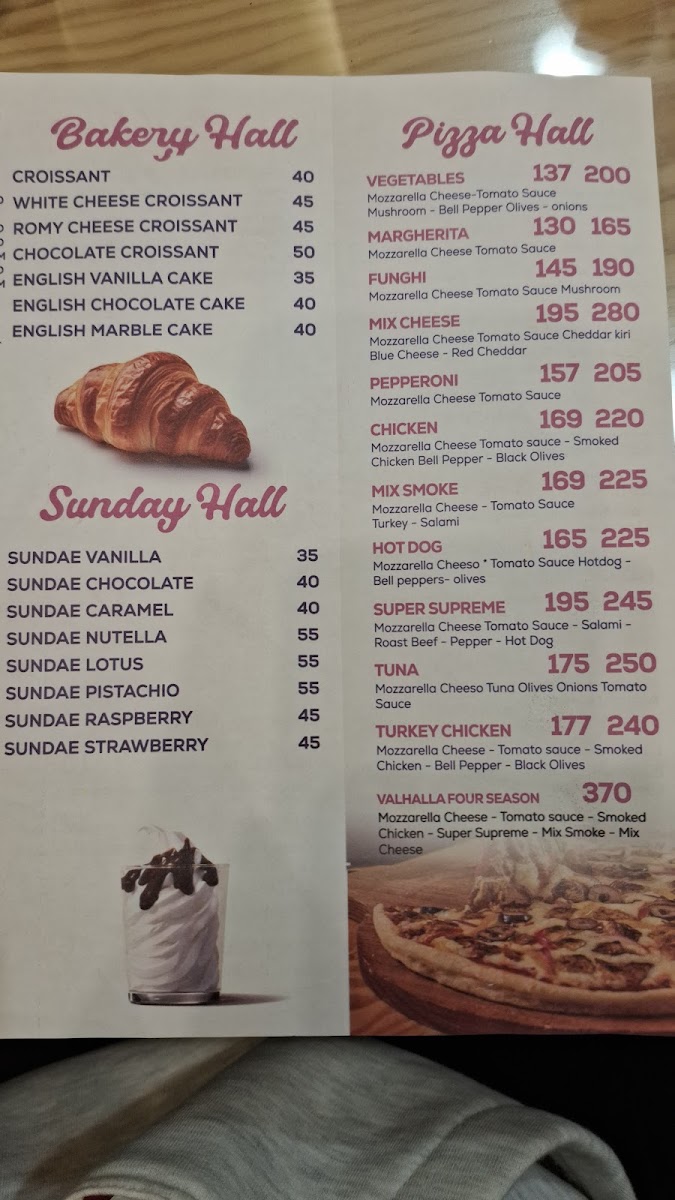 Bakery Hall
CROISSANT 40
WHITE CHEESE CROISSANT 45
ROMY CHEESE CROISSANT 45
CHOCOLATE CROISSANT 50
ENGLISH VANILLA CAKE 35
ENGLISH CHOCOLATE CAKE 40
ENGLISH MARBLE CAKE 40
Sunday Hall
SUNDAE VANILLA 35
SUNDAE CHOCOLATE 40
SUNDAE CARAMEL 40
SUNDAE NUTELLA 55
SUNDAE LOTUS 55
SUNDAE PISTACHIO 55
SUNDAE RASPBERRY 45
SUNDAE STRAWBERRY 45
Pizza Hall
VEGETABLES 137 200
Mozzarella Cheese-Tomato Sauce
Mushroom - Bell Pepper Olives - onions
MARGHERITA 130 165
Mozzarella Cheese Tomato Sauce
FUNGHI 145 190
Mozzarella Cheese Tomato Sauce Mushroom
MIX CHEESE 195 280
Mozzarella Cheese Tomato Sauce Cheddar kiri
Blue Cheese - Red Cheddar
PEPPERONI 157 205
Mozzarella Cheese Tomato Sauce
CHICKEN 169 220
Mozzarella Cheese Tomato sauce - Smoked
Chicken Bell Pepper - Black Olives
MIX SMOKE 169 225
Mozzarella Cheese - Tomato Sauce
Turkey - Salami
HOT DOG 165 225
Mozzarella Cheeso * Tomato Sauce Hotdog -
Bell peppers- olives
SUPER SUPREME 195 245
Mozzarella Cheese Tomato Sauce - Salami -
Roast Beef - Pepper - Hot Dog
TUNA 175 250
Mozzarella Cheeso Tuna Olives Onions Tomato
Sauce
TURKEY CHICKEN 177 240
Mozzarella Cheese - Tomato sauce - Smoked
Chicken - Bell Pepper - Black Olives
VALHALLA FOUR SEASON 370
Mozzarella Cheese - Tomato sauce - Smoked
Chicken - Super Supreme - Mix Smoke - Mix
Cheese